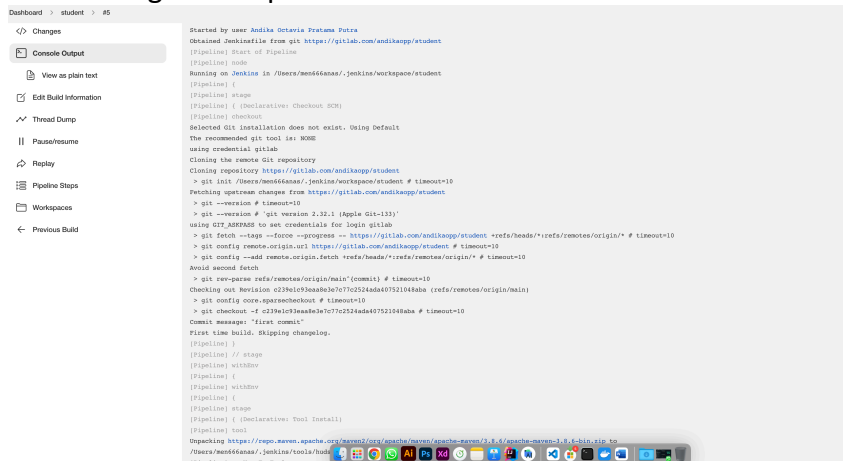 Dashboard > student > #5
Changes
Console Output
View as plain text
Edit Build Information
Thread Dump
Pause/resume
Replay
Pipeline Steps
Workspaces
Previous Build
Started by user Andika Octavia Pratama Putra
Obtained Jenkinsfile from git https://gitlab.com/andikaopp/student
[Pipeline] Start of Pipeline
[Pipeline] node
Running on Jenkins in /Users/men666anas/.jenkins/workspace/student
[Pipeline] {
[Pipeline] stage
[Pipeline] { (Declarative: Checkout SCM)
[Pipeline] checkout
Selected Git installation does not exist. Using Default
The recommended git tool is: NONE
using credential gitlab
Cloning the remote Git repository
Cloning repository https://gitlab.com/andikaopp/student
> git init /Users/men666anas/.jenkins/workspace/student # timeout=10
Fetching upstream changes from https://gitlab.com/andikaopp/student
> git --version # timeout=10
> git --version # 'git version 2.32.1 (Apple Git-133)'
using GIT_ASKPASS to set credentials for login gitlab
> git fetch --tags --force --progress -- https://gitlab.com/andikaopp/student +refs/heads/*:refs/remotes/origin/* # timeout=10
> git config remote.origin.url https://gitlab.com/andikaopp/student # timeout=10
> git config --add remote.origin.fetch +refs/heads/*:refs/remotes/origin/* # timeout=10
Avoid second fetch
> git rev-parse refs/remotes/origin/main^{commit} # timeout=10
Checking out Revision c239e1c93eaa8e3e7c77c2524ada407521048aba (refs/remotes/origin/main)
> git config core.sparsecheckout # timeout=10
> git checkout -f c239e1c93eaa8e3e7c77c2524ada407521048aba # timeout=10
Commit message: "first commit"
First time build. Skipping changelog.
[Pipeline] }
[Pipeline] // stage
[Pipeline] withEnv
[Pipeline] {
[Pipeline] withEnv
[Pipeline] {
[Pipeline] stage
[Pipeline] { (Declarative: Tool Install)
[Pipeline] tool
Unpacking https://repo.maven.apache.org/maven2/org/apache/maven/apache-maven/3.8.6/apache-maven-3.8.6-bin.zip to
/Users/men666anas/.jenkins/tools/huds
Ai Ps Xd